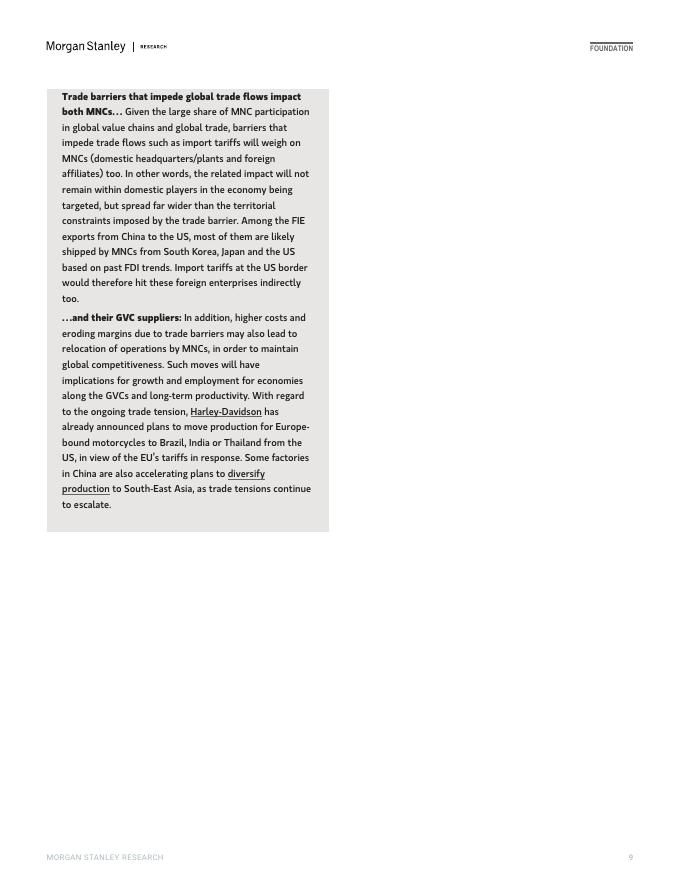 Morgan Stanley | RESEARCH
FOUNDATION
Trade barriers that impede global trade flows impact
both MNCs… Given the large share of MNC participation
in global value chains and global trade, barriers that
impede trade flows such as import tariffs will weigh on
MNCs (domestic headquarters/plants and foreign
affiliates) too. In other words, the related impact will not
remain within domestic players in the economy being
targeted, but spread far wider than the territorial
constraints imposed by the trade barrier. Among the FIE
exports from China to the US, most of them are likely
shipped by MNCs from South Korea, Japan and the US
based on past FDI trends. Import tariffs at the US border
would therefore hit these foreign enterprises indirectly
too.
…and their GVC suppliers: In addition, higher costs and
eroding margins due to trade barriers may also lead to
relocation of operations by MNCs, in order to maintain
global competitiveness. Such moves will have
implications for growth and employment for economies
along the GVCs and long-term productivity. With regard
to the ongoing trade tension, Harley-Davidson has
already announced plans to move production for Europe-
bound motorcycles to Brazil, India or Thailand from the
US, in view of the EU's tariffs in response. Some factories
in China are also accelerating plans to diversify
production to South-East Asia, as trade tensions continue
to escalate.
MORGAN STANLEY RESEARCH
9